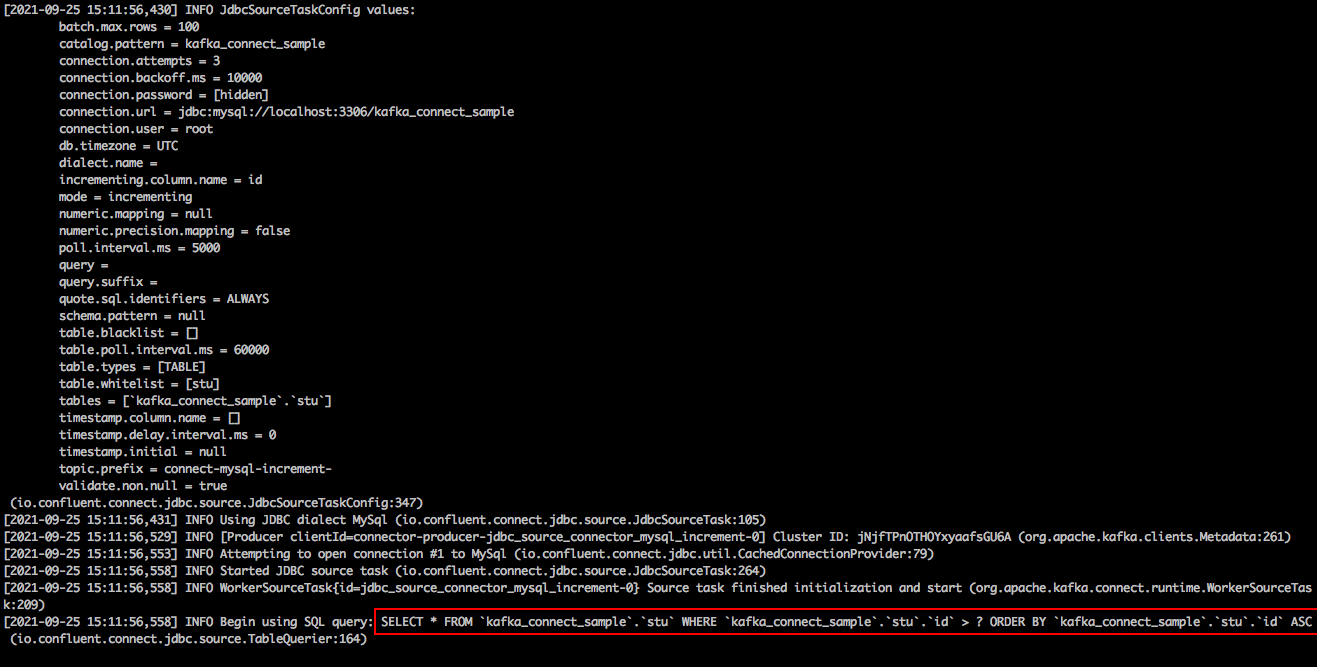 [2021-09-25 15:11:56,430] INFO JdbcSourceTaskConfig values:
batch.max.rows = 100
catalog.pattern = kafka_connect_sample
connection.attempts = 3
connection.backoff.ms = 10000
connection.password = [hidden]
connection.url = jdbc:mysql://localhost:3306/kafka_connect_sample
connection.user = root
db.timezone = UTC
dialect.name =
incrementing.column.name = id
mode = incrementing
numeric.mapping = null
numeric.precision.mapping = false
poll.interval.ms = 5000
query =
query.suffix =
quote.sql.identifiers = ALWAYS
schema.pattern = null
table.blacklist = []
table.poll.interval.ms = 60000
table.types = [TABLE]
table.whitelist = [stu]
tables = [`kafka_connect_sample`.`stu`]
timestamp.column.name = []
timestamp.delay.interval.ms = 0
timestamp.initial = null
topic.prefix = connect-mysql-increment-
validate.non.null = true
(io.confluent.connect.jdbc.source.JdbcSourceTaskConfig:347)
[2021-09-25 15:11:56,431] INFO Using JDBC dialect MySql (io.confluent.connect.jdbc.source.JdbcSourceTask:105)
[2021-09-25 15:11:56,529] INFO [Producer clientId=connector-producer-jdbc_source_connector_mysql_increment-0] Cluster ID: jNjfTPnOTHOYxyaafsGU6A (org.apache.kafka.clients.Metadata:261)
[2021-09-25 15:11:56,553] INFO Attempting to open connection #1 to MySql (io.confluent.connect.jdbc.util.CachedConnectionProvider:79)
[2021-09-25 15:11:56,558] INFO Started JDBC source task (io.confluent.connect.jdbc.source.JdbcSourceTask:264)
[2021-09-25 15:11:56,558] INFO WorkerSourceTask{id=jdbc_source_connector_mysql_increment-0} Source task finished initialization and start (org.apache.kafka.connect.runtime.WorkerSourceTas
k:209)
[2021-09-25 15:11:56,558] INFO Begin using SQL query: SELECT * FROM `kafka_connect_sample`.`stu` WHERE `kafka_connect_sample`.`stu`.`id` > ? ORDER BY `kafka_connect_sample`.`stu`.`id` ASC
(io.confluent.connect.jdbc.source.TableQuerier:164)